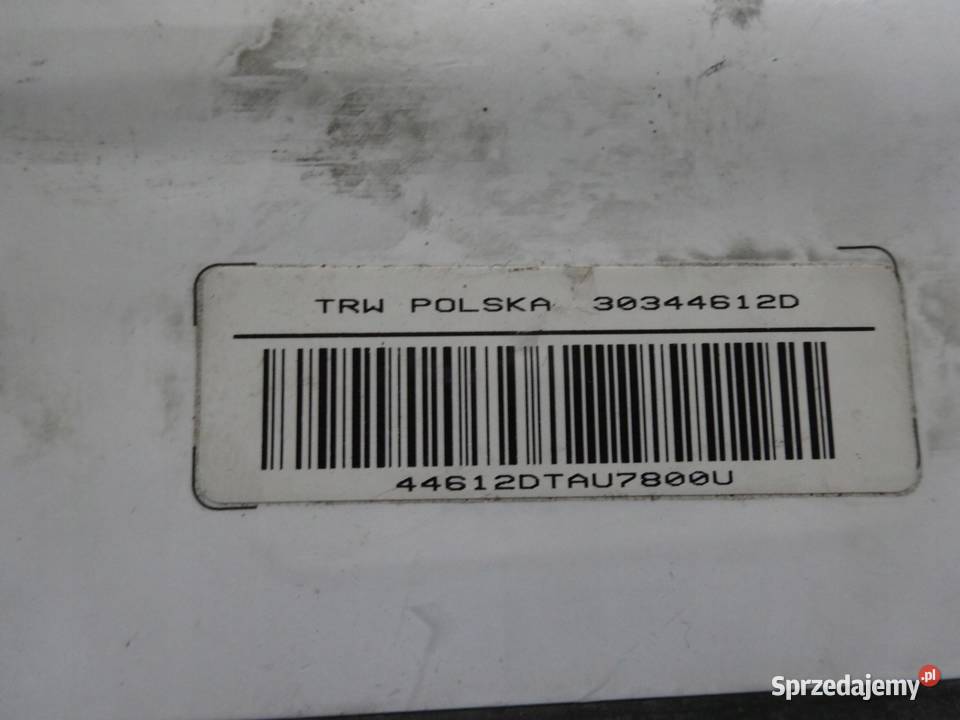 TRW POLSKA 30344612D
44612DTAU7800U
Sprzedajemy.pl